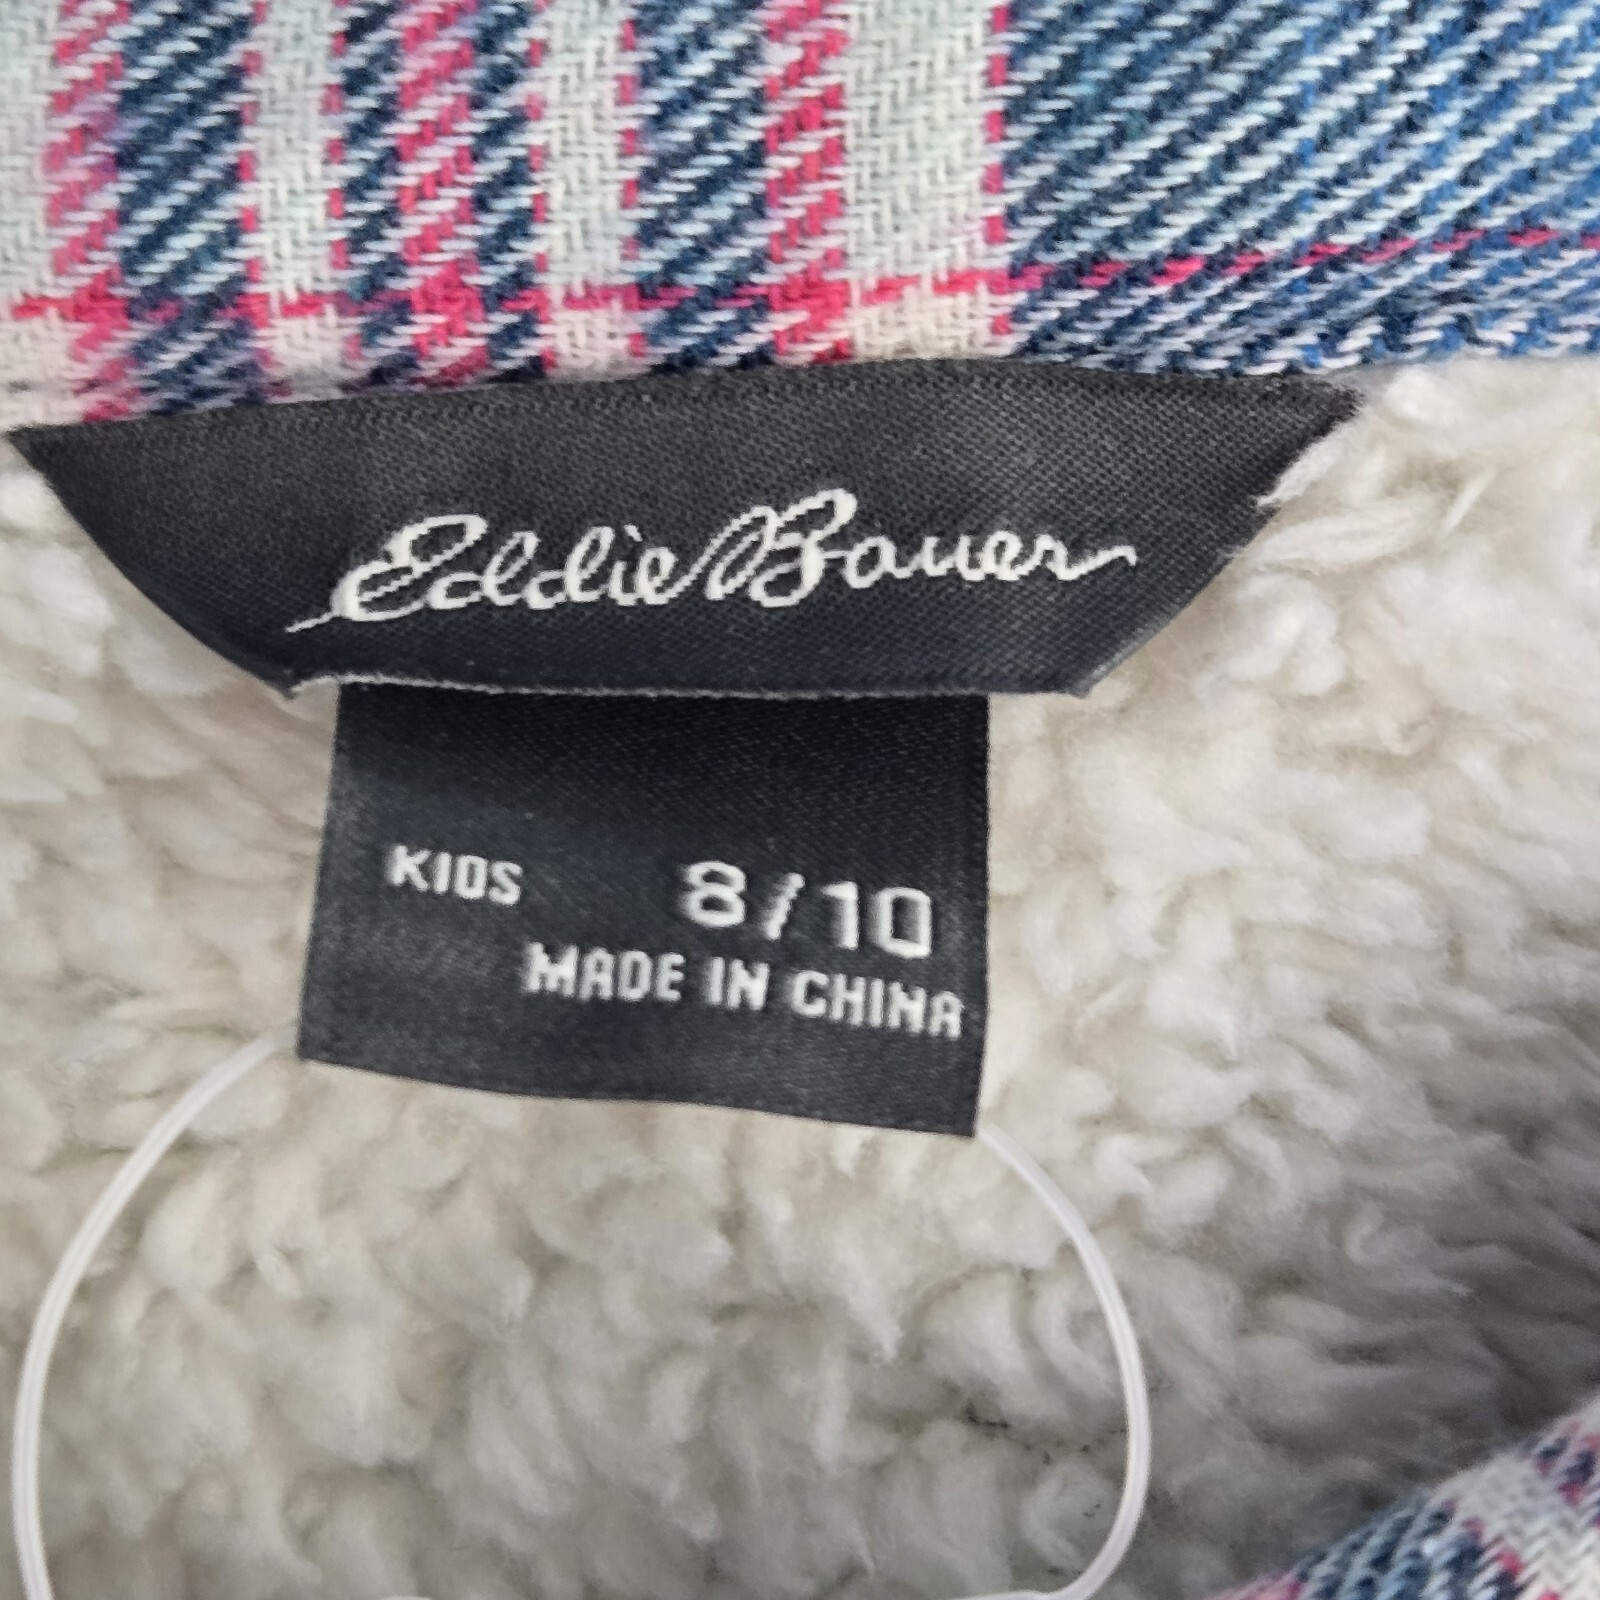 Eddie Bauer
KIDS 8/10
MADE IN CHINA